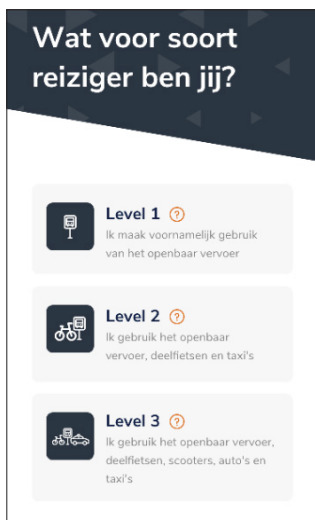 Wat voor soort
reiziger ben jij?
Level 1 ?
Ik maak voornamelijk gebruik
van het openbaar vervoer
Level 2 ?
Ik gebruik het openbaar
vervoer, deelfietsen en taxi's
Level 3 ?
Ik gebruik het openbaar vervoer,
deelfietsen, scooters, auto's en
taxi's